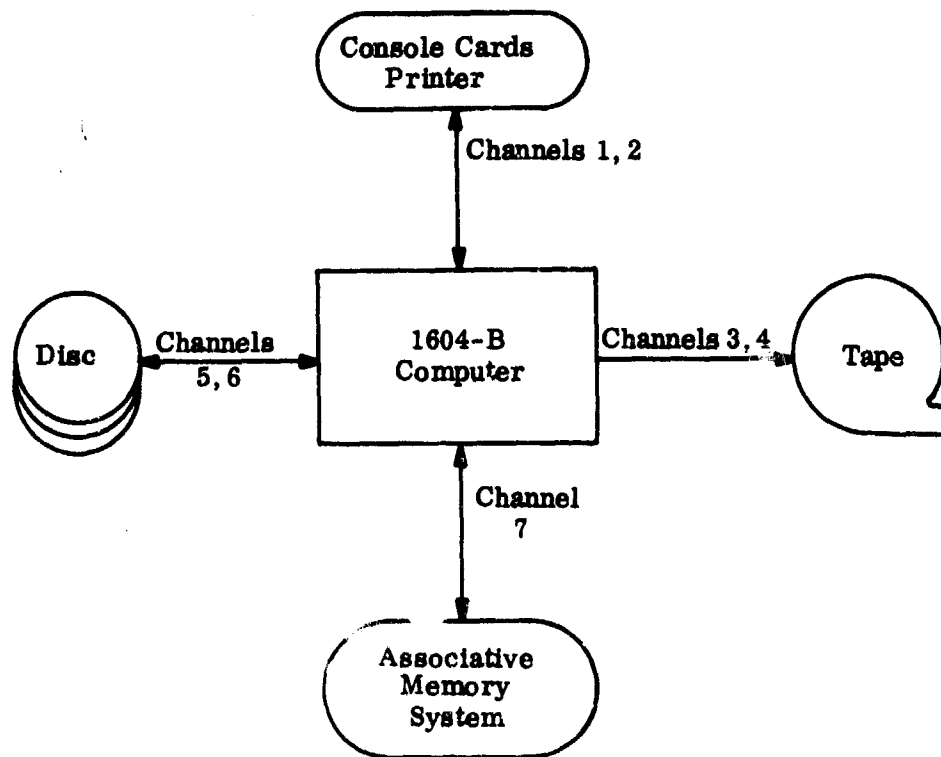 Console Cards
Printer
Channels 1, 2
Disc
Channels
5, 6
1604-B
Computer
Channels 3, 4
Tape
Channel
7
Associative
Memory
System